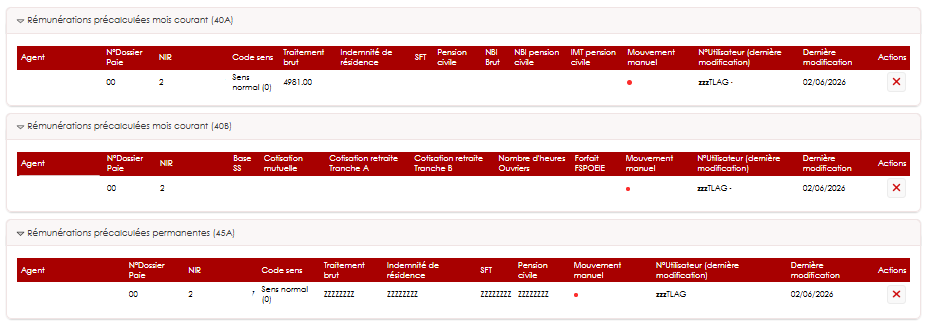 Rémunérations précalculées mois courant (40A)
Agent N°Dossier Paie NIR Code sens Traitement brut Indemnité de résidence SFT Pension civile NBI Brut NBI pension civile IMT pension civile Mouvement manuel N°Utilisateur (dernière modification) Dernière modification Actions
00 2 Sens normal (0) 4981.00 zzzTLAG - 02/06/2026
Rémunérations précalculées mois courant (40B)
Agent N°Dossier Paie NIR Base SS Cotisation mutuelle Cotisation retraite Tranche A Cotisation retraite Tranche B Nombre d'heures Ouvriers Forfait FSPOEIE Mouvement manuel N°Utilisateur (dernière modification) Dernière modification Actions
00 2 zzzTLAG - 02/06/2026
Rémunérations précalculées permanentes (45A)
Agent N°Dossier Paie NIR Code sens Traitement brut Indemnité de résidence SFT Pension civile Mouvement manuel N°Utilisateur (dernière modification) Dernière modification Actions
00 2 Sens normal (0) ZZZZZZZZ ZZZZZZZZ ZZZZZZZZ ZZZZZZZZ zzzTLAG 02/06/2026